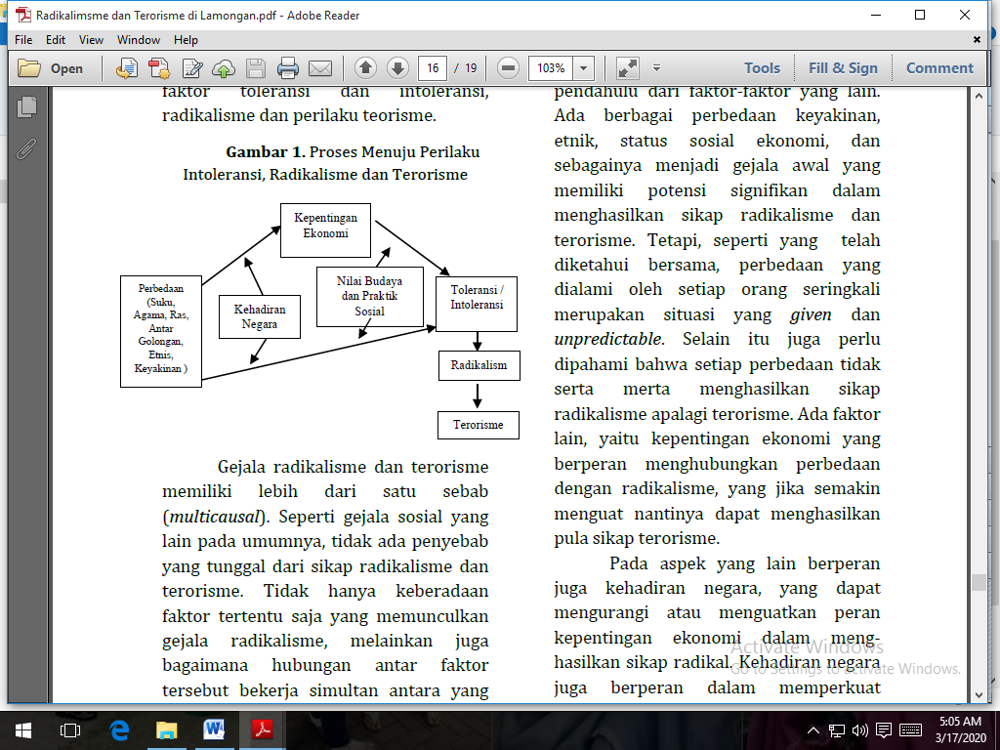 Radikalimsme dan Terorisme di Lamongan.pdf - Adobe Reader
File Edit View Window Help
Open
16 / 19
103%
Tools
Fill & Sign
Comment
faktor toleransi dan intoleransi,
radikalisme dan perilaku teorisme.
Gambar 1. Proses Menuju Perilaku
Intoleransi, Radikalisme dan Terorisme
Kepentingan
Ekonomi
Perbedaan
(Suku,
Agama, Ras,
Antar
Golongan,
Etnis,
Keyakinan )
Kehadiran
Negara
Nilai Budaya
dan Praktik
Sosial
Toleransi /
Intoleransi
Radikalism
Terorisme
Gejala radikalisme dan terorisme
memiliki lebih dari satu sebab
(multicausal). Seperti gejala sosial yang
lain pada umumnya, tidak ada penyebab
yang tunggal dari sikap radikalisme dan
terorisme. Tidak hanya keberadaan
faktor tertentu saja yang memunculkan
gejala radikalisme, melainkan juga
bagaimana hubungan antar faktor
tersebut bekerja simultan antara yang
pendahulu dari faktor-faktor yang lain.
Ada berbagai perbedaan keyakinan,
etnik, status sosial ekonomi, dan
sebagainya menjadi gejala awal yang
memiliki potensi signifikan dalam
menghasilkan sikap radikalisme dan
terorisme. Tetapi, seperti yang telah
diketahui bersama, perbedaan yang
dialami oleh setiap orang seringkali
merupakan situasi yang given dan
unpredictable. Selain itu juga perlu
dipahami bahwa setiap perbedaan tidak
serta merta menghasilkan sikap
radikalisme apalagi terorisme. Ada faktor
lain, yaitu kepentingan ekonomi yang
berperan menghubungkan perbedaan
dengan radikalisme, yang jika semakin
menguat nantinya dapat menghasilkan
pula sikap terorisme.
Pada aspek yang lain berperan
juga kehadiran negara, yang dapat
mengurangi atau menguatkan peran
kepentingan ekonomi dalam meng-
hasilkan sikap radikal. Kehadiran negara
juga berperan dalam memperkuat
Activate Windows
Go to Settings to activate Windows.
5:05 AM
3/17/2020